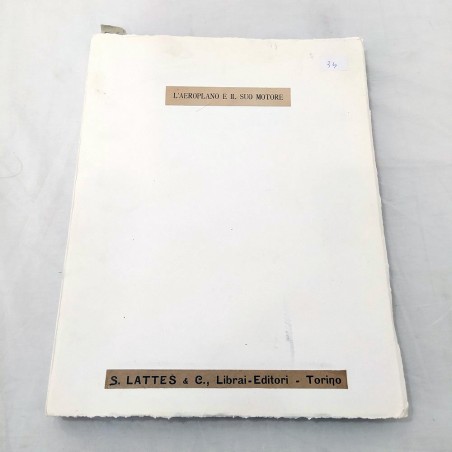 34
L'AEROPLANO E IL SUO MOTORE
S. LATTES & C., Librai-Editori - Torino